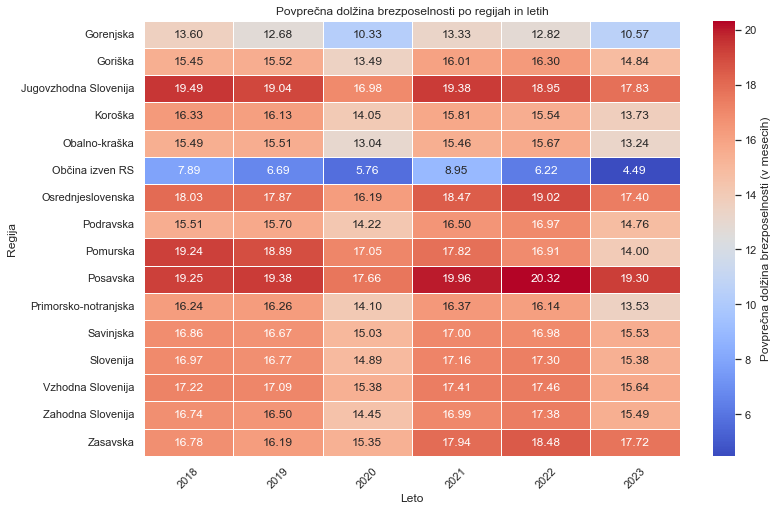 Povprečna dolžina brezposelnosti po regijah in letih
Regija
Gorenjska 13.60 12.68 10.33 13.33 12.82 10.57
Goriška 15.45 15.52 13.49 16.01 16.30 14.84
Jugovzhodna Slovenija 19.49 19.04 16.98 19.38 18.95 17.83
Koroška 16.33 16.13 14.05 15.81 15.54 13.73
Obalno-kraška 15.49 15.51 13.04 15.46 15.67 13.24
Občina izven RS 7.89 6.69 5.76 8.95 6.22 4.49
Osrednjeslovenska 18.03 17.87 16.19 18.47 19.02 17.40
Podravska 15.51 15.70 14.22 16.50 16.97 14.76
Pomurska 19.24 18.89 17.05 17.82 16.91 14.00
Posavska 19.25 19.38 17.66 19.96 20.32 19.30
Primorsko-notranjska 16.24 16.26 14.10 16.37 16.14 13.53
Savinjska 16.86 16.67 15.03 17.00 16.98 15.53
Slovenija 16.97 16.77 14.89 17.16 17.30 15.38
Vzhodna Slovenija 17.22 17.09 15.38 17.41 17.46 15.64
Zahodna Slovenija 16.74 16.50 14.45 16.99 17.38 15.49
Zasavska 16.78 16.19 15.35 17.94 18.48 17.72
2018 2019 2020 2021 2022 2023
Leto
20
18
16
14
12
10
8
6
Povprečna dolžina brezposelnosti (v mesecih)